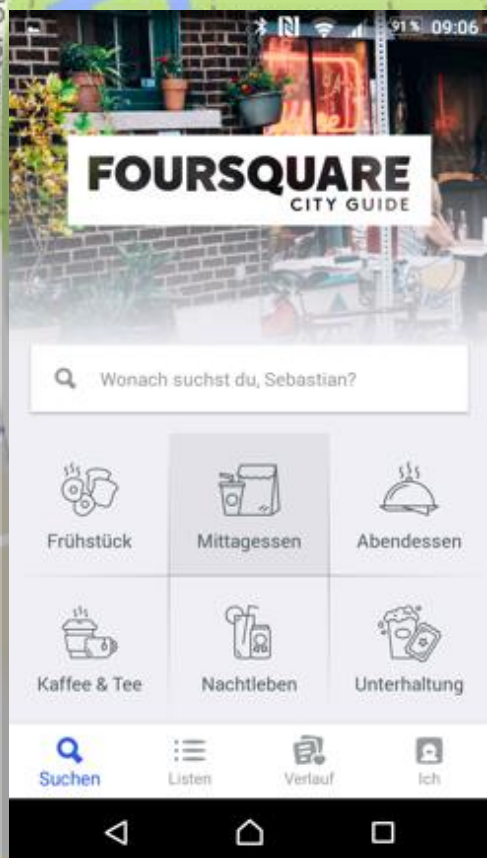 91 % 09:06
FOURSQUARE
CITY GUIDE
Wonach suchst du, Sebastian?
Frühstück
Mittagessen
Abendessen
Kaffee & Tee
Nachtleben
Unterhaltung
Suchen
Listen
Verlauf
Ich